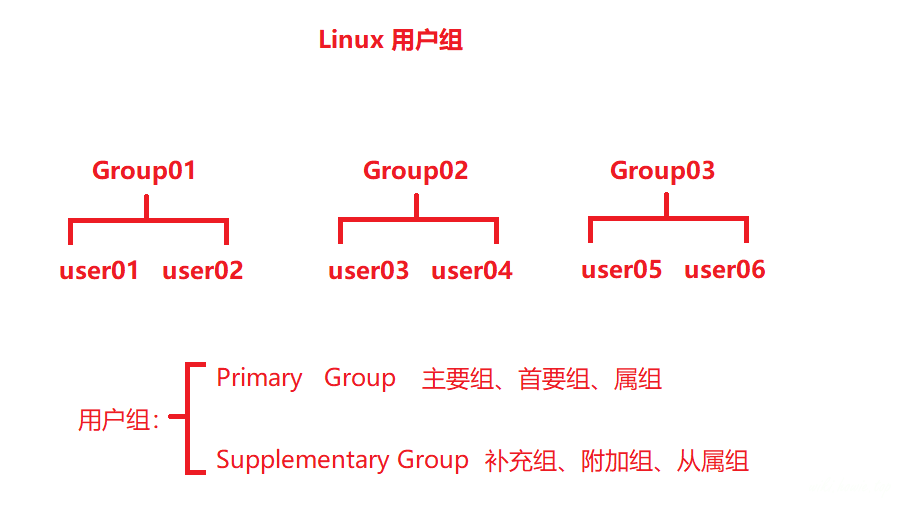 Linux 用户组
Group01 Group02 Group03
user01 user02 user03 user04 user05 user06
Primary Group 主要组、首要组、属组
用户组：
Supplementary Group 补充组、附加组、从属组